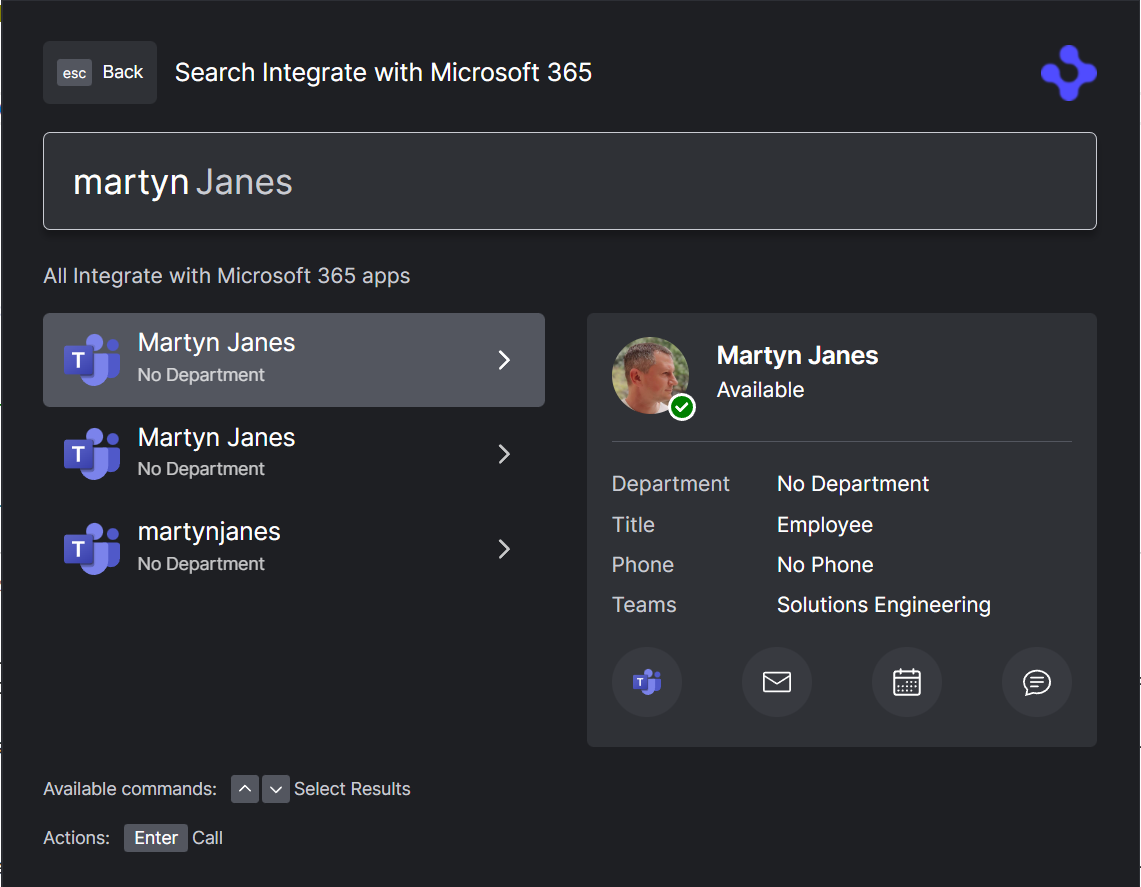 esc Back Search Integrate with Microsoft 365
martyn Janes
All Integrate with Microsoft 365 apps
T Martyn Janes
No Department
T Martyn Janes
No Department
T martynjanes
No Department
Martyn Janes
Available
Department No Department
Title Employee
Phone No Phone
Teams Solutions Engineering
T
Available commands: Select Results
Actions: Enter Call